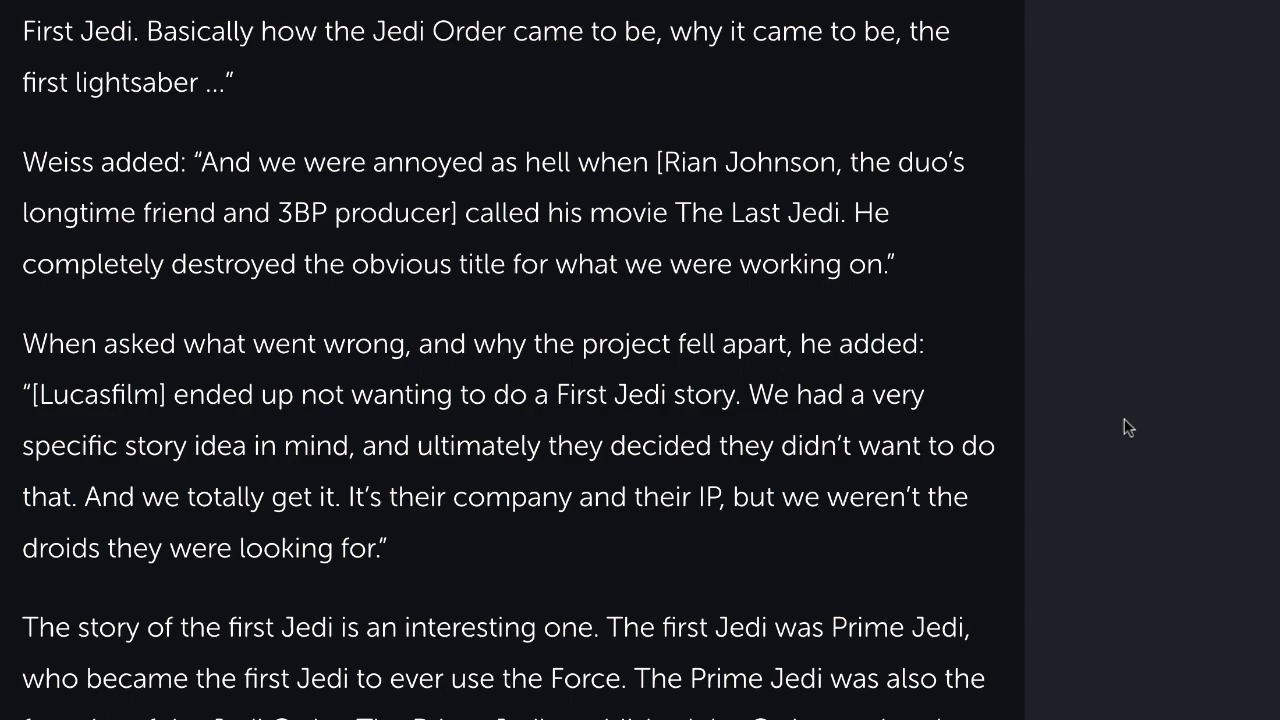 First Jedi. Basically how the Jedi Order came to be, why it came to be, the
first lightsaber …”
Weiss added: “And we were annoyed as hell when [Rian Johnson, the duo’s
longtime friend and 3BP producer] called his movie The Last Jedi. He
completely destroyed the obvious title for what we were working on.”
When asked what went wrong, and why the project fell apart, he added:
“[Lucasfilm] ended up not wanting to do a First Jedi story. We had a very
specific story idea in mind, and ultimately they decided they didn’t want to do
that. And we totally get it. It’s their company and their IP, but we weren’t the
droids they were looking for.”
The story of the first Jedi is an interesting one. The first Jedi was Prime Jedi,
who became the first Jedi to ever use the Force. The Prime Jedi was also the